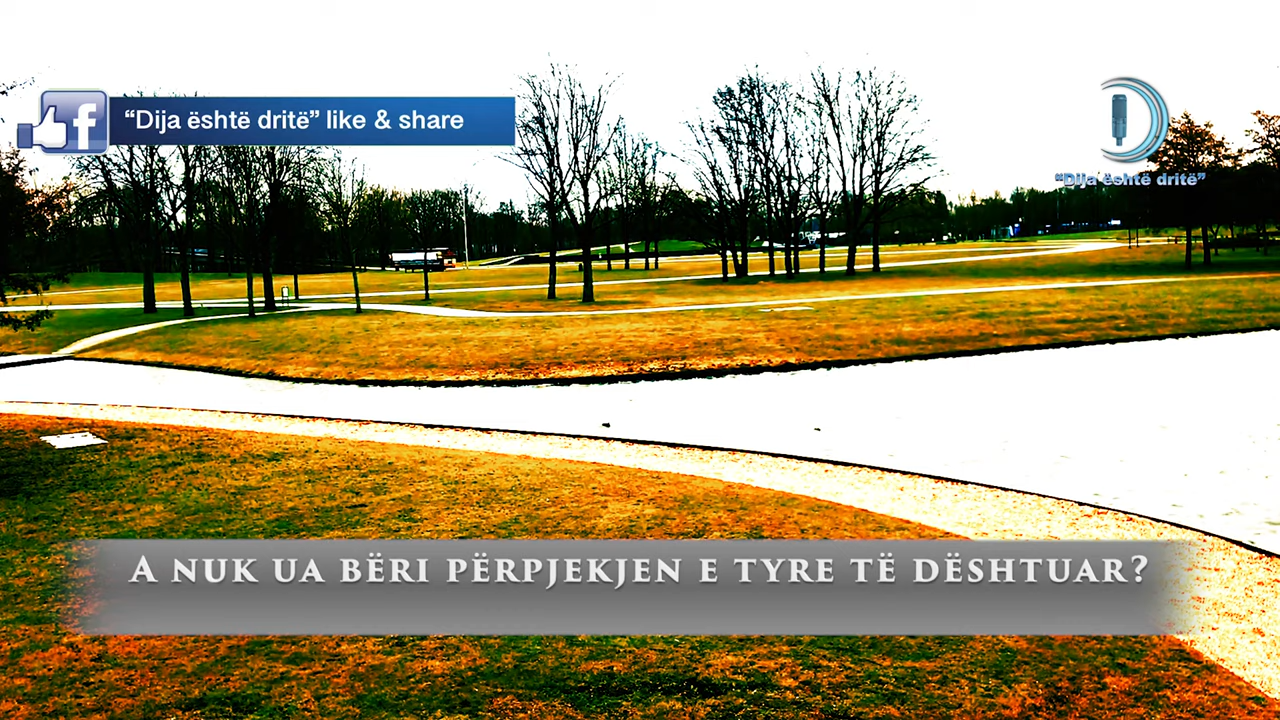 “Dija është dritë” like & share
“Dija është dritë”
A NUK UA BËRI PËRPJEKJEN E TYRE TË DËSHTUAR?